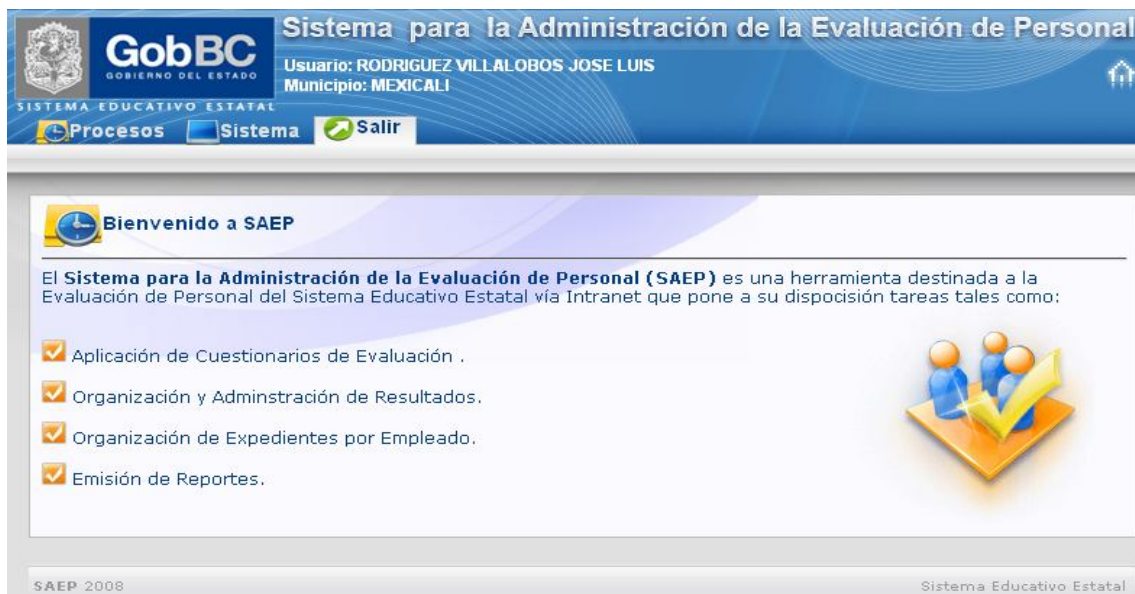 Sistema para la Administración de la Evaluación de Personal
GobBC
GOBIERNO DEL ESTADO
Usuario: RODRIGUEZ VILLALOBOS JOSE LUIS
Municipio: MEXICALI
SISTEMA EDUCATIVO ESTATAL
Procesos Sistema Salir
Bienvenido a SAEP
El Sistema para la Administración de la Evaluación de Personal (SAEP) es una herramienta destinada a la
Evaluación de Personal del Sistema Educativo Estatal vía Intranet que pone a su disposición tareas tales como:
Aplicación de Cuestionarios de Evaluación .
Organización y Adminstración de Resultados.
Organización de Expedientes por Empleado.
Emisión de Reportes.
SAEP 2008 Sistema Educativo Estatal